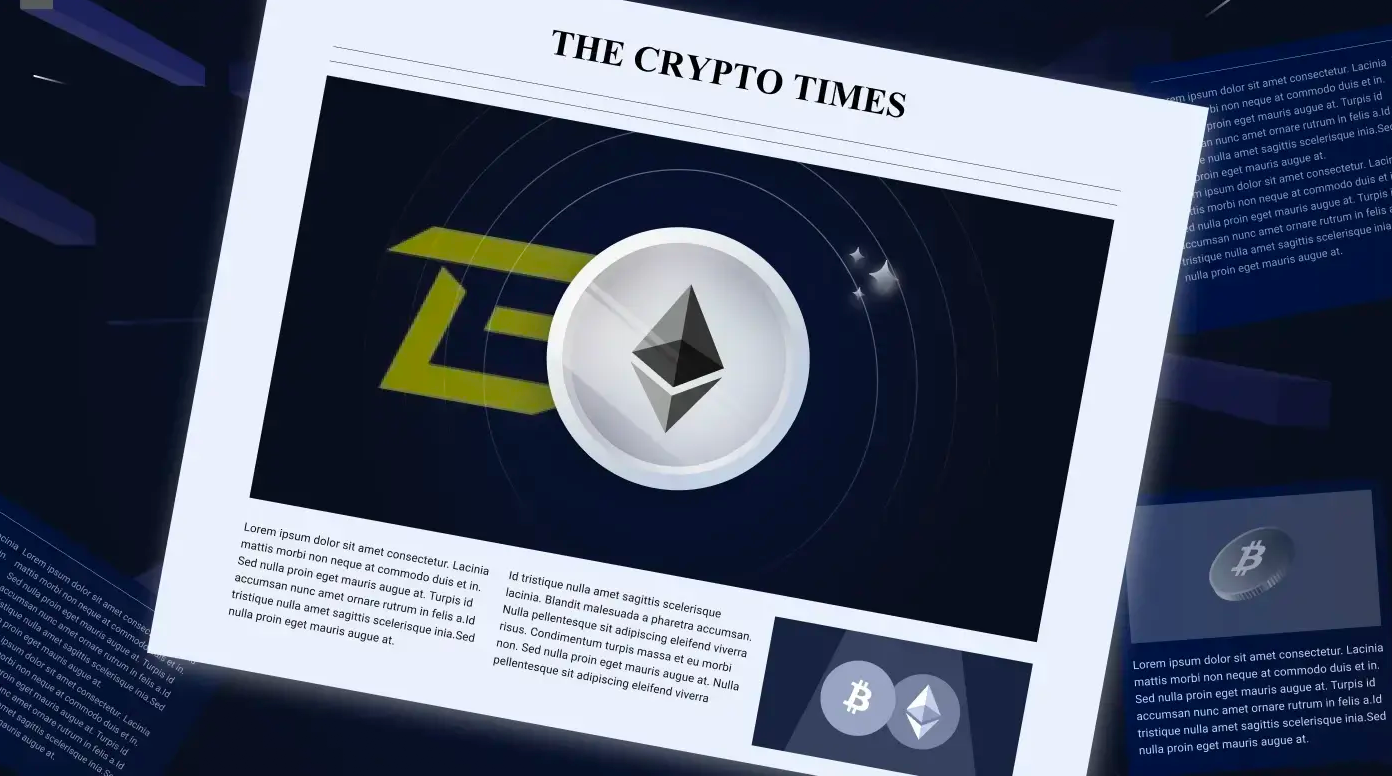 THE CRYPTO TIMES
Lorem ipsum dolor sit amet consectetur. Lacinia
mattis morbi non neque at commodo duis et in.
Sed nulla proin eget mauris augue at. Turpis id
accumsan nunc amet ornare rutrum in felis a.Id
tristique nulla amet sagittis scelerisque inia.Sed
nulla proin eget mauris augue at.
Id tristique nulla amet sagittis scelerisque
lacinia. Blandit malesuada a pharetra accumsan.
Nulla pellentesque sit adipiscing eleifend viverra
risus. Condimentum turpis massa et eu morbi
non. Sed nulla proin eget mauris augue at. Nulla
pellentesque sit adipiscing eleifend viverra
ipsum dolor sit amet consectetur. Lacinia
non neque at commodo duis et in.
proin eget mauris augue at. Turpis id
nunc amet ornare rutrum in felis a.Id
nulla amet sagittis scelerisque inia.Sed
proin eget mauris augue at.
ipsum dolor sit amet consectetur.
morbi non neque at commodo duis et
nulla proin eget mauris augue at. Turpis
nunc amet ornare rutrum in felis
tristique nulla amet sagittis scelerisque
nulla proin eget mauris augue at.
Lorem ipsum dolor sit amet consectetur. Lacinia
mattis morbi non neque at commodo duis et in.
Sed nulla proin eget mauris augue at. Turpis id
accumsan nunc amet ornare rutrum in felis a.Id
tristique nulla amet sagittis scelerisque inia.Sed
nulla proin eget mauris augue at.
Lorem ipsum dolor sit amet
mattis morbi non neque at commodo duis et in.
Sed nulla proin eget mauris augue at. Turpis id
accumsan nunc amet ornare rutrum in felis a.Id
tristique nulla amet sagittis scelerisque inia.Sed
nulla proin eget mauris augue at.
ipsum dolor sit amet consectetur. Lacinia
morbi non neque at commodo duis et in.
nulla proin eget mauris augue at. Turpis id
nunc amet ornare rutrum in felis a.Id
amet sagittis scelerisque inia.Sed
mauris augue at.